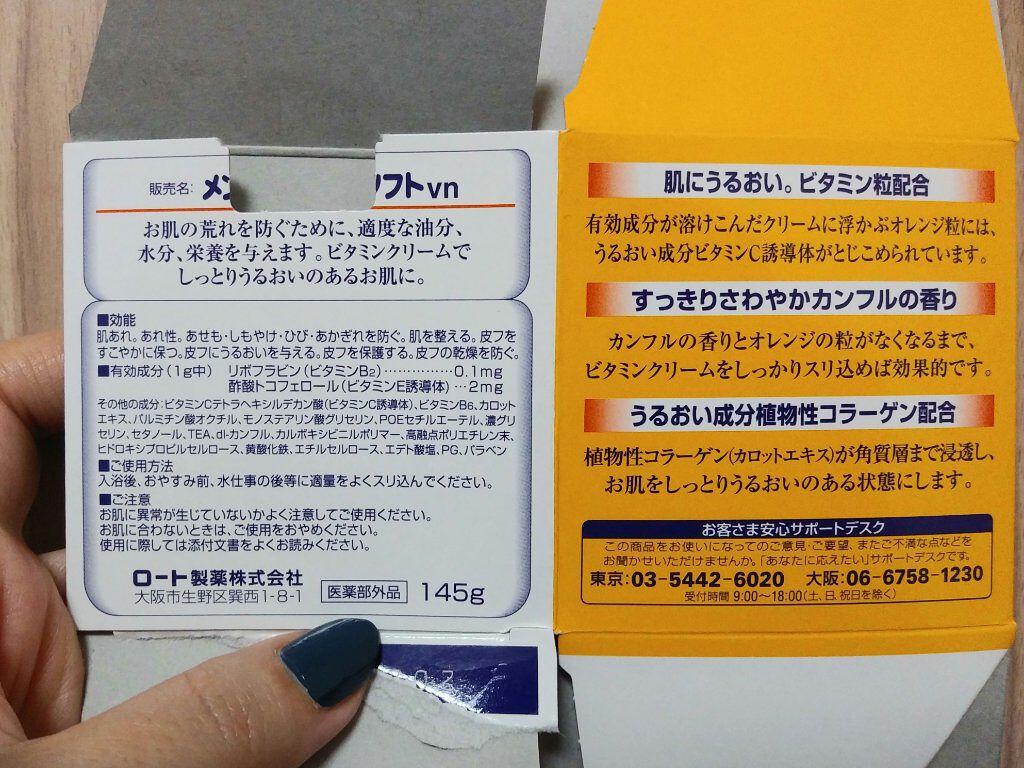 販売名: メン フトvn
お肌の荒れを防ぐために、適度な油分、
水分、栄養を与えます。ビタミンクリームで
しっとりうるおいのあるお肌に。
■効能
肌あれ。あれ性。あせも・しもやけ・ひび・あかぎれを防ぐ。肌を整える。皮フを
すこやかに保つ。皮フにうるおいを与える。皮フを保護する。皮フの乾燥を防ぐ。
■有効成分(1g中) リボフラビン(ビタミンB2)……………0.1mg
酢酸トコフェロール(ビタミンE誘導体)…2mg
その他の成分:ビタミンCテトラヘキシルデカン酸(ビタミンC誘導体)、ビタミンB6、カロット
エキス、パルミチン酸オクチル、モノステアリン酸グリセリン、POEセチルエーテル、濃グリ
セリン、セタノール、TEA、dl-カンフル、カルボキシビニルポリマー、高融点ポリエチレン末、
ヒドロキシプロピルセルロース、黄酸化鉄、エチルセルロース、エデト酸塩、PG、パラベン
■ご使用方法
入浴後、おやすみ前、水仕事の後等に適量をよくスリ込んでください。
■ご注意
お肌に異常が生じていないかよく注意してご使用ください。
お肌に合わないときは、ご使用をおやめください。
使用に際しては添付文書をよくお読みください。
ロート製薬株式会社
大阪市生野区巽西1-8-1
医薬部外品 145g
肌にうるおい。ビタミン粒配合
有効成分が溶けこんだクリームに浮かぶオレンジ粒には、
うるおい成分ビタミンC誘導体がとじこめられています。
すっきりさわやかカンフルの香り
カンフルの香りとオレンジの粒がなくなるまで、
ビタミンクリームをしっかりスリ込めば効果的です。
うるおい成分植物性コラーゲン配合
植物性コラーゲン(カロットエキス)が角質層まで浸透し、
お肌をしっとりうるおいのある状態にします。
お客さま安心サポートデスク
この商品をお使いになってのご意見・ご要望、またご不満な点などを
お聞かせいただけませんか。「あなたに応えたい」サポートデスクです。
東京:03-5442-6020 大阪:06-6758-1230
受付時間 9:00〜18:00(土、日、祝日を除く)